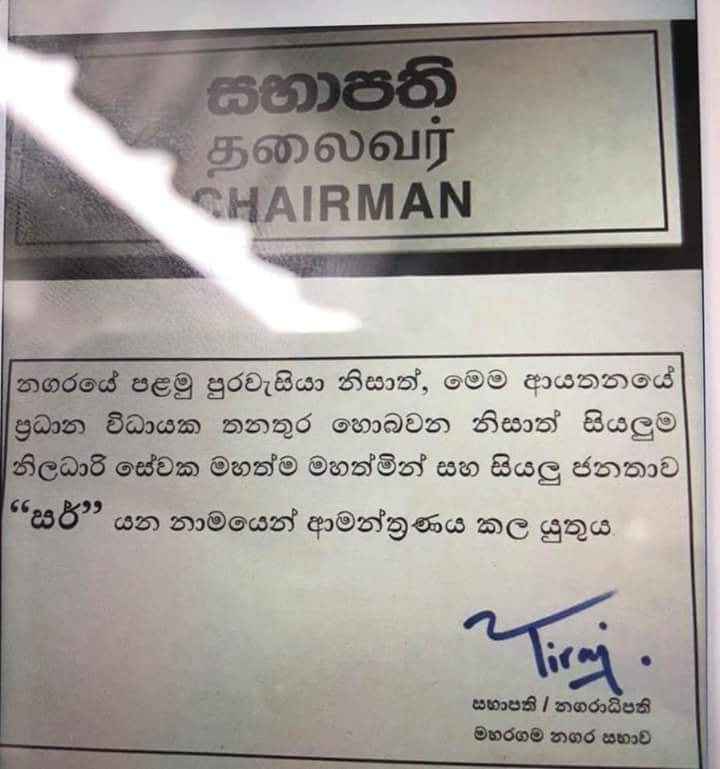 සභාපති
தலைவர்
CHAIRMAN
නගරයේ පළමු පුරවැසියා නිසාත්, මෙම ආයතනයේ
ප්‍රධාන විධායක තනතුර හොබවන නිසාත් සියලුම
නිලධාරි සේවක මහත්ම මහත්මින් සහ සියලු ජනතාව
“සර්” යන නාමයෙන් ආමන්ත්‍රණය කල යුතුය.
Tiraj.
සභාපති / නගරාධිපති
මහරගම නගර සභාව